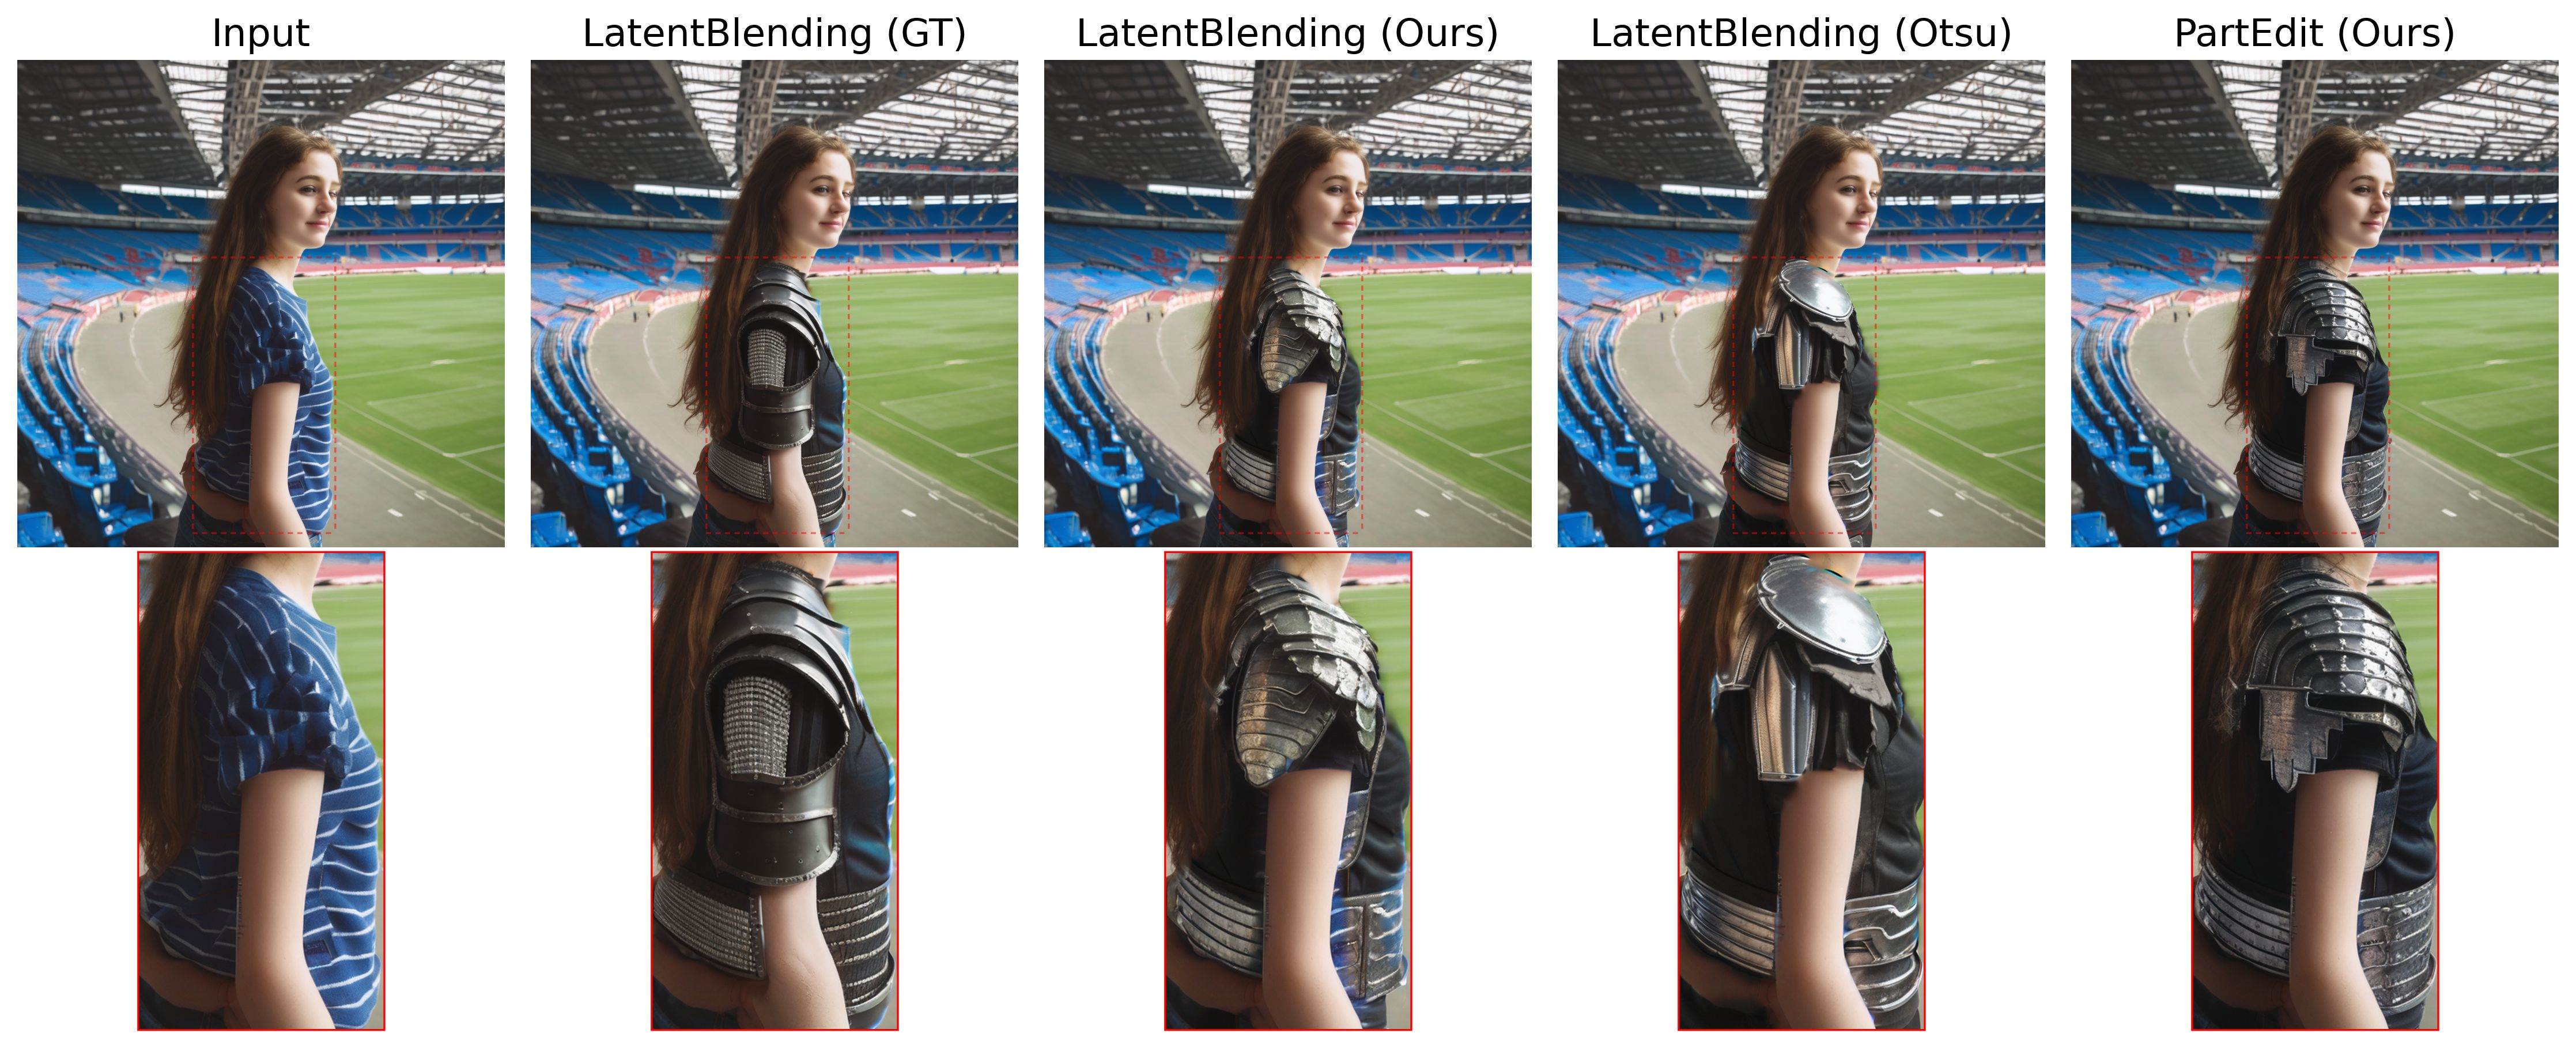 Input
LatentBlending (GT)
LatentBlending (Ours)
LatentBlending (Otsu)
PartEdit (Ours)